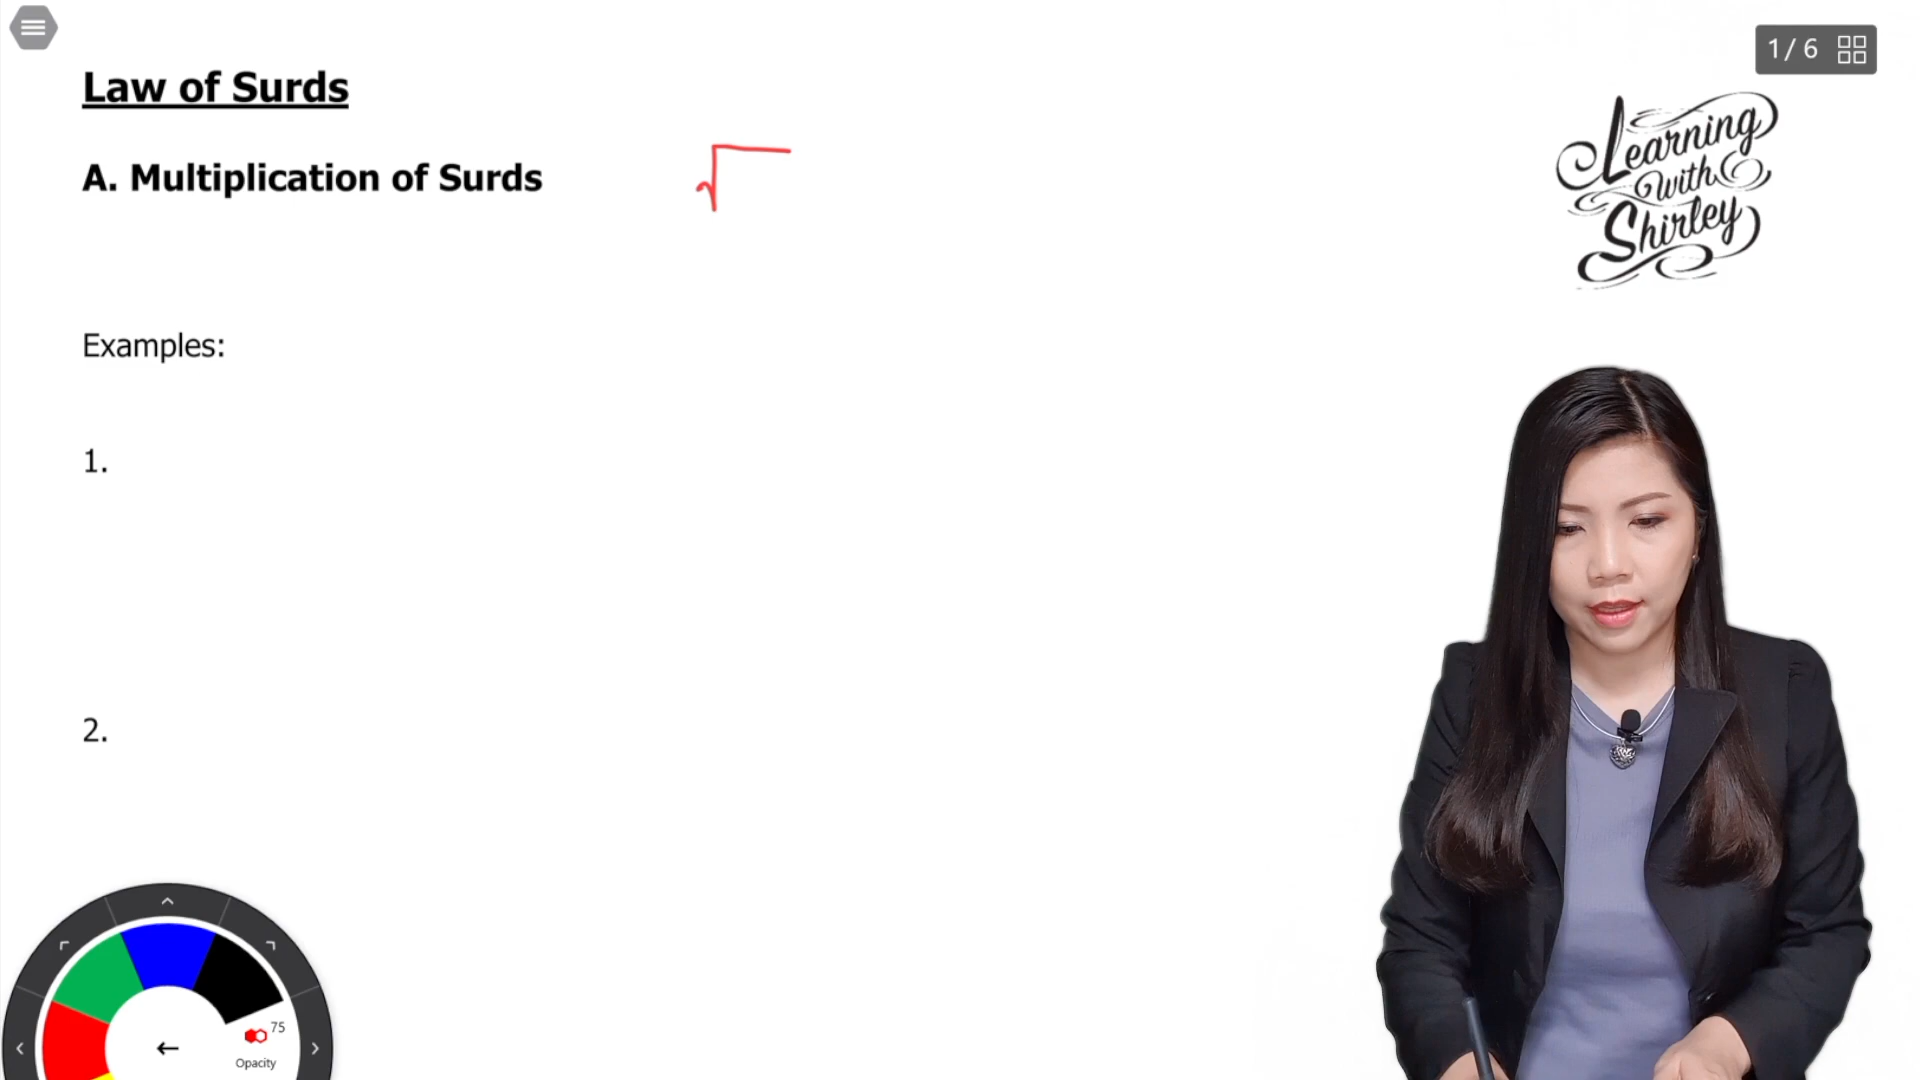 1 / 6
Law of Surds
Learning
with
Shirley
A. Multiplication of Surds √
Examples:
1.
2.
75
Opacity